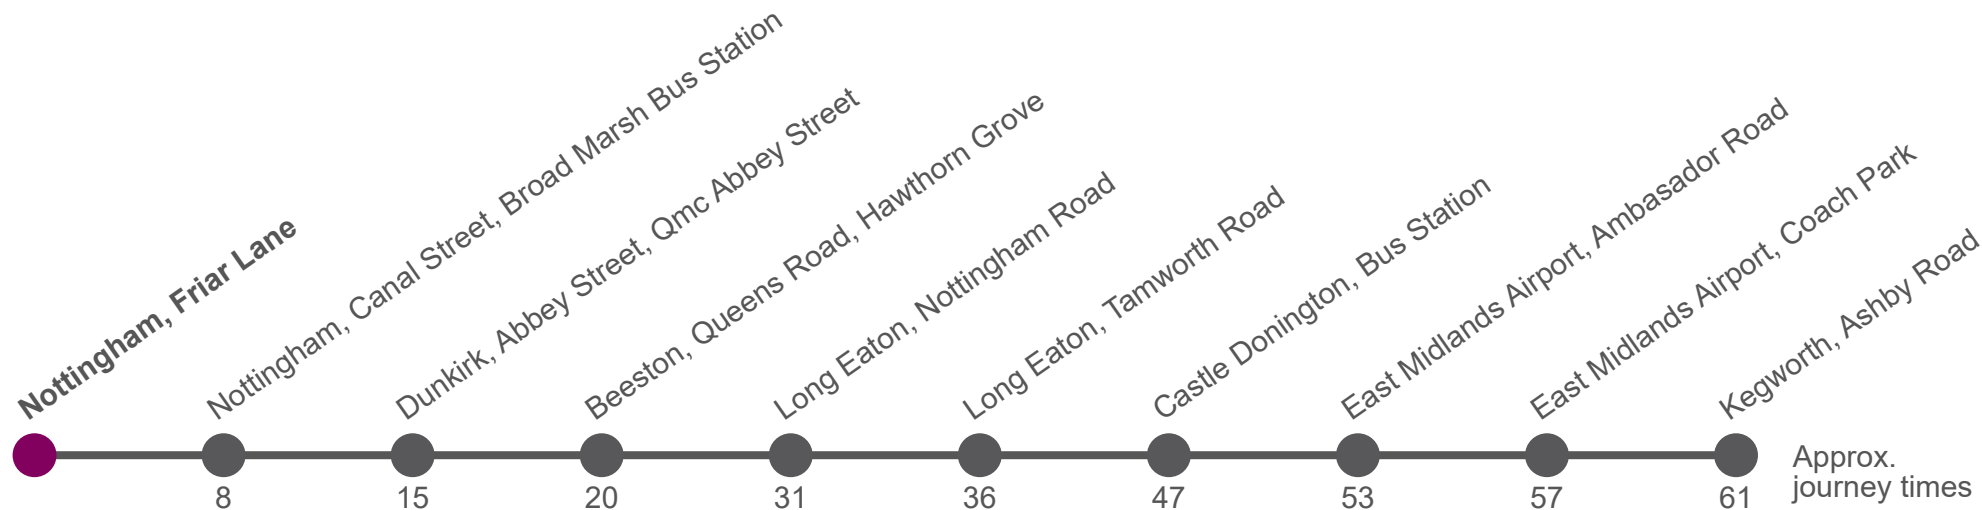 Nottingham, Friar Lane
Nottingham, Canal Street, Broad Marsh Bus Station
Dunkirk, Abbey Street, Qmc Abbey Street
Beeston, Queens Road, Hawthorn Grove
Long Eaton, Nottingham Road
Long Eaton, Tamworth Road
Castle Donington, Bus Station
East Midlands Airport, Ambasador Road
East Midlands Airport, Coach Park
Kegworth, Ashby Road
8
15
20
31
36
47
53
57
61
Approx.
journey times